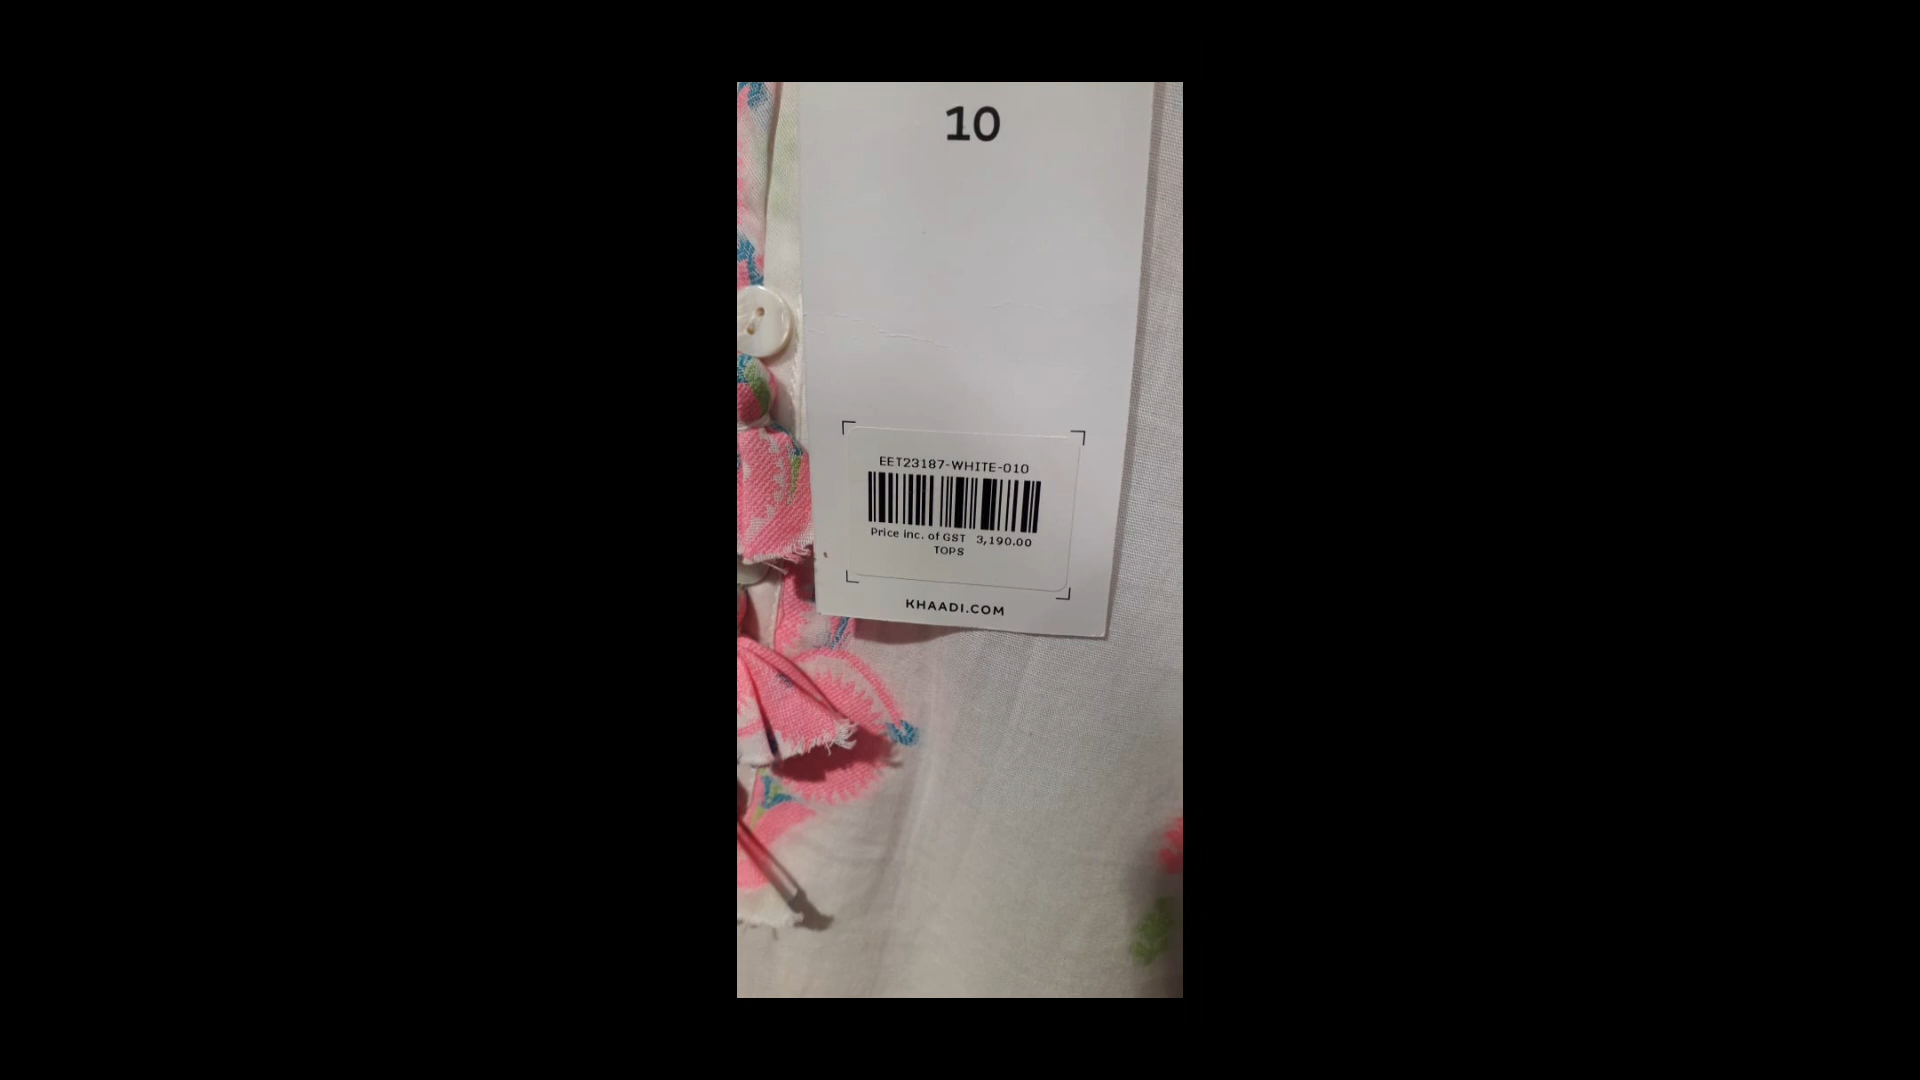 10
EET23187-WHITE-010
Price inc. of GST 3,190.00
TOPS
KHAADI.COM